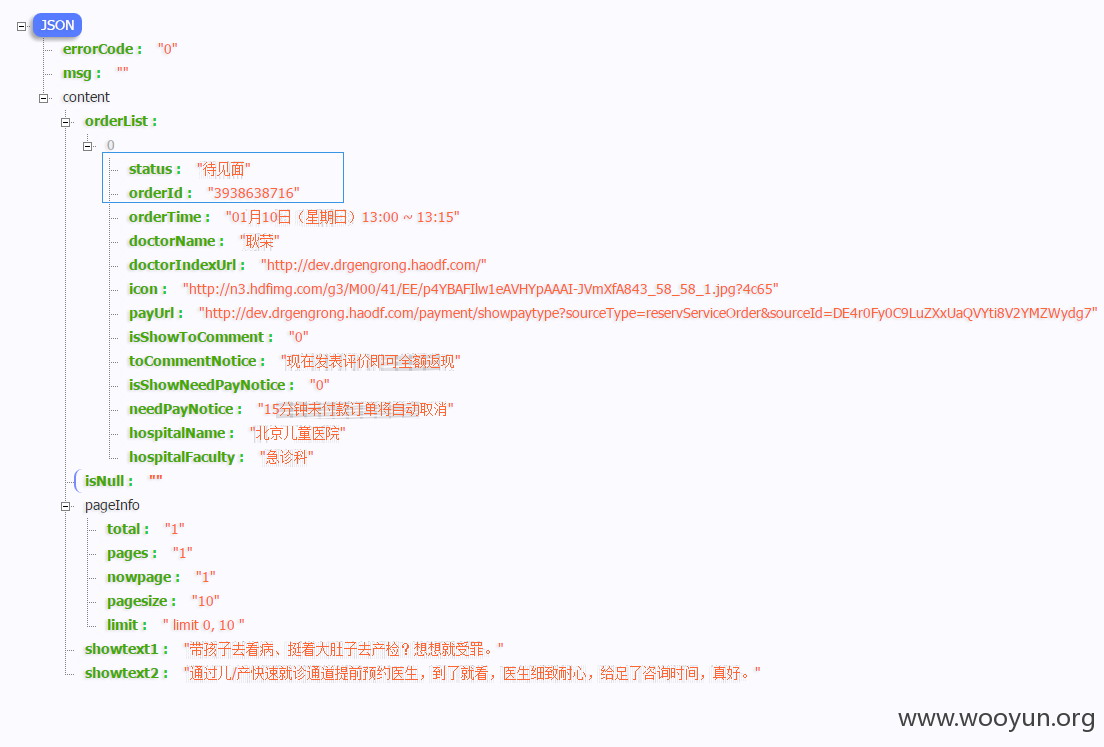 JSON
errorCode : "0"
msg : ""
content
orderList :
0
status : "待见面"
orderId : "3938638716"
orderTime : "01月10日（星期日）13:00 ~ 13:15"
doctorName : "耿荣"
doctorIndexUrl : "http://dev.drgengrong.haodf.com/"
icon : "http://n3.hdfimg.com/g3/M00/41/EE/p4YBAFIlw1eAVHYpAAAI-JVmXfA843_58_58_1.jpg?4c65"
payUrl : "http://dev.drgengrong.haodf.com/payment/showpaytype?sourceType=reservServiceOrder&sourceId=DE4r0Fy0C9LuZXxUaQVYti8V2YMZWydg7"
isShowToComment : "0"
toCommentNotice : "现在发表评价即可全额返现"
isShowNeedPayNotice : "0"
needPayNotice : "15分钟未付款订单将自动取消"
hospitalName : "北京儿童医院"
hospitalFaculty : "急诊科"
isNull : ""
pageInfo
total : "1"
pages : "1"
nowpage : "1"
pagesize : "10"
limit : " limit 0, 10 "
showtext1 : "带孩子去看病、挺着大肚子去产检？想想就受罪。"
showtext2 : "通过儿/产快速就诊通道提前预约医生，到了就看，医生细致耐心，给足了咨询时间，真好。"
www.wooyun.org